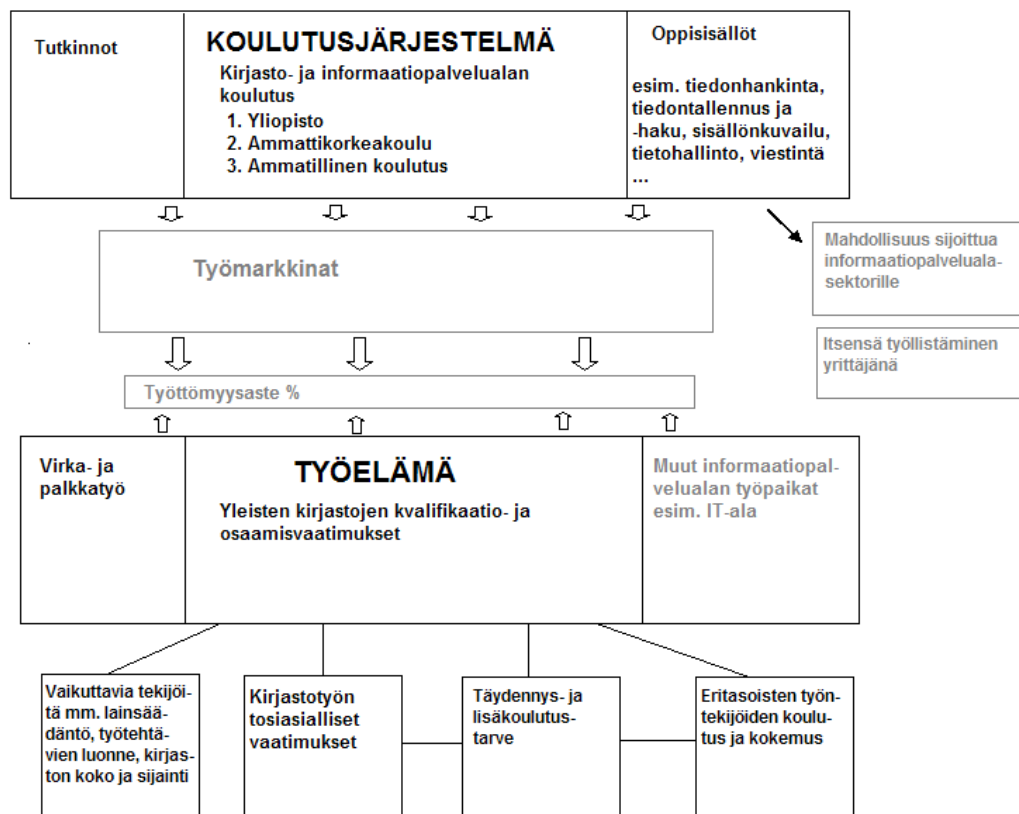 Tutkinnot
KOULUTUSJÄRJESTELMÄ
Kirjasto- ja informaatiopalvelualan
koulutus
1. Yliopisto
2. Ammattikorkeakoulu
3. Ammatillinen koulutus
Oppisisällöt
esim. tiedonhankinta,
tiedontallennus ja
-haku, sisällönkuvailu,
tietohallinto, viestintä
...
Mahdollisuus sijoittua
informaatiopalveluala-
sektorille
Työmarkkinat
Itsensä työllistäminen
yrittäjänä
Työttömyysaste %
Virka- ja
palkkatyö
TYÖELÄMÄ
Yleisten kirjastojen kvalifikaatio- ja
osaamisvaatimukset
Muut informaatiopal-
velualan työpaikat
esim. IT-ala
Vaikuttavia tekijöi-
tä mm. lainsää-
däntö, työtehtä-
vien luonne, kirjas-
ton koko ja sijainti
Kirjastotyön
tosiasialliset
vaatimukset
Täydennys- ja
lisäkoulutus-
tarve
Eritasoisten työn-
tekijöiden koulu-
tus ja kokemus